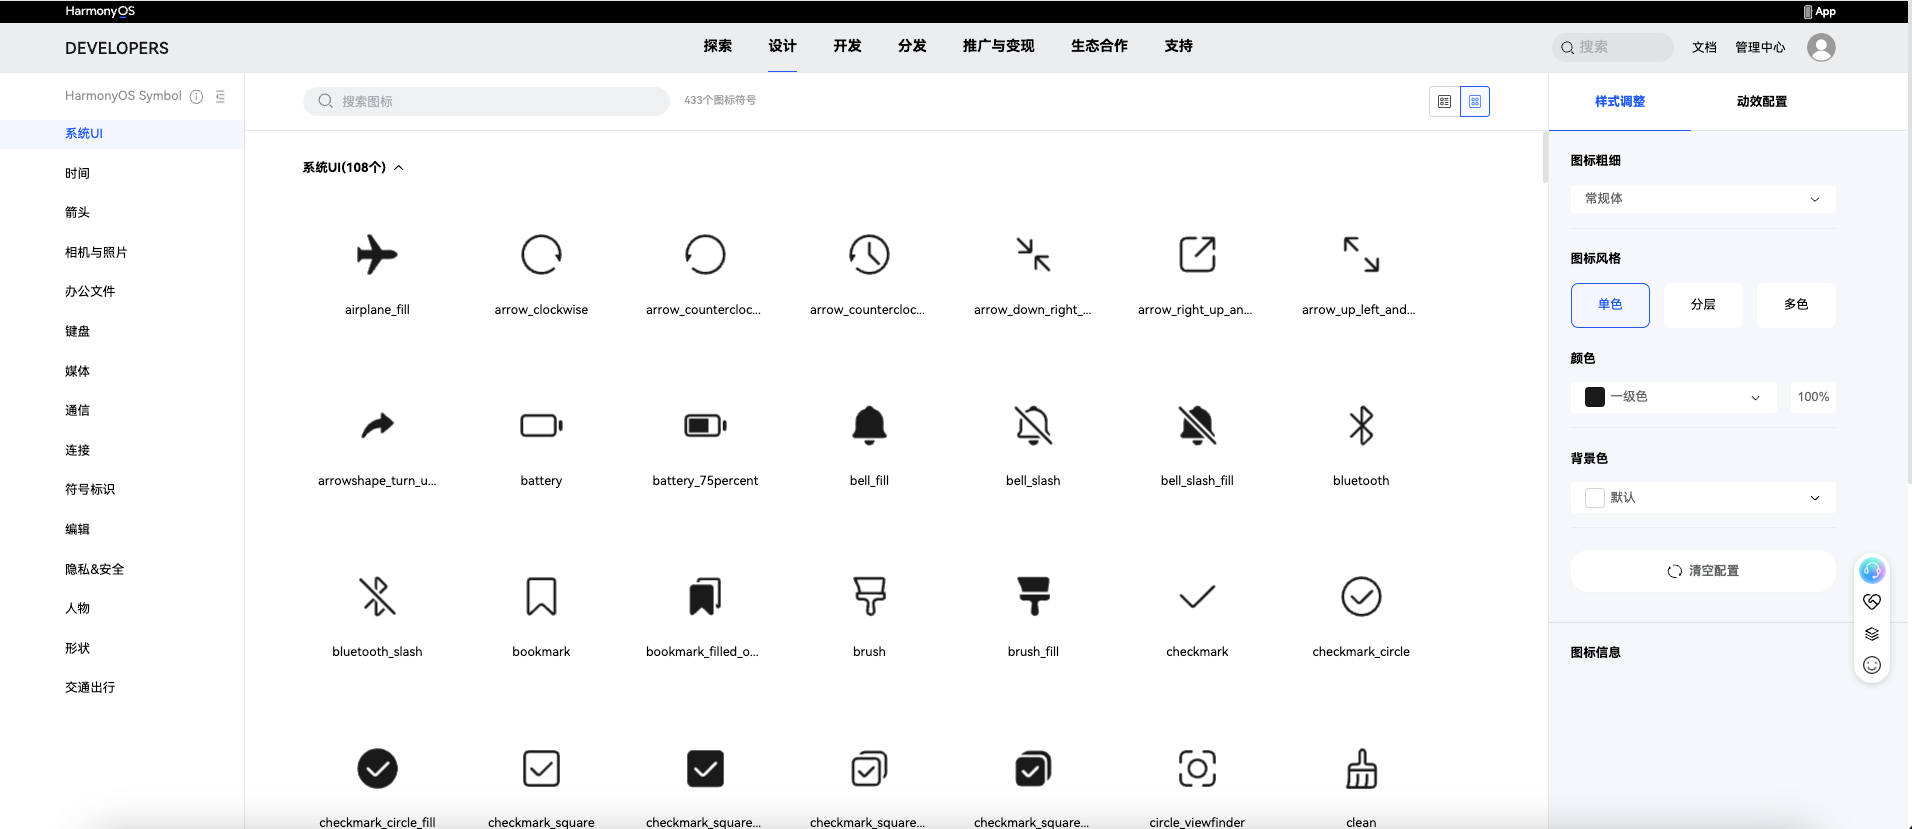 HarmonyOS
App
DEVELOPERS
探索 设计 开发 分发 推广与变现 生态合作 支持
搜索
文档 管理中心
HarmonyOS Symbol
系统UI
时间
箭头
相机与照片
办公文件
键盘
媒体
通信
连接
符号标识
编辑
隐私&安全
人物
形状
交通出行
搜索图标
433个图标符号
系统UI(108个)
airplane_fill arrow_clockwise arrow_countercloc... arrow_countercloc... arrow_down_right_... arrow_right_up_an... arrow_up_left_and...
arrowshape_turn_u... battery battery_75percent bell_fill bell_slash bell_slash_fill bluetooth
bluetooth_slash bookmark bookmark_filled_o... brush brush_fill checkmark checkmark_circle
checkmark_circle_fill checkmark_square checkmark_square... checkmark_square... checkmark_square... circle_viewfinder clean
样式调整 动效配置
图标粗细
常规体
图标风格
单色 分层 多色
颜色
一级色 100%
背景色
默认
清空配置
图标信息